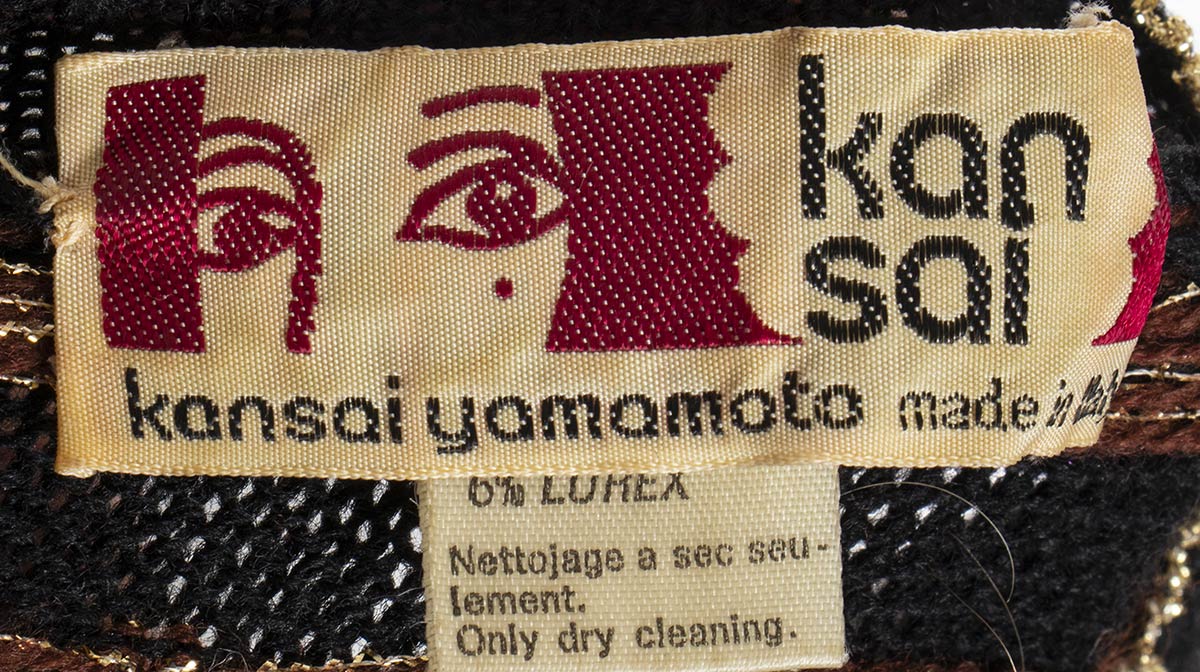 kan
sai
kansai yamamoto made in
6% LUREX
Nettojage a sec seu-
lement.
Only dry cleaning.